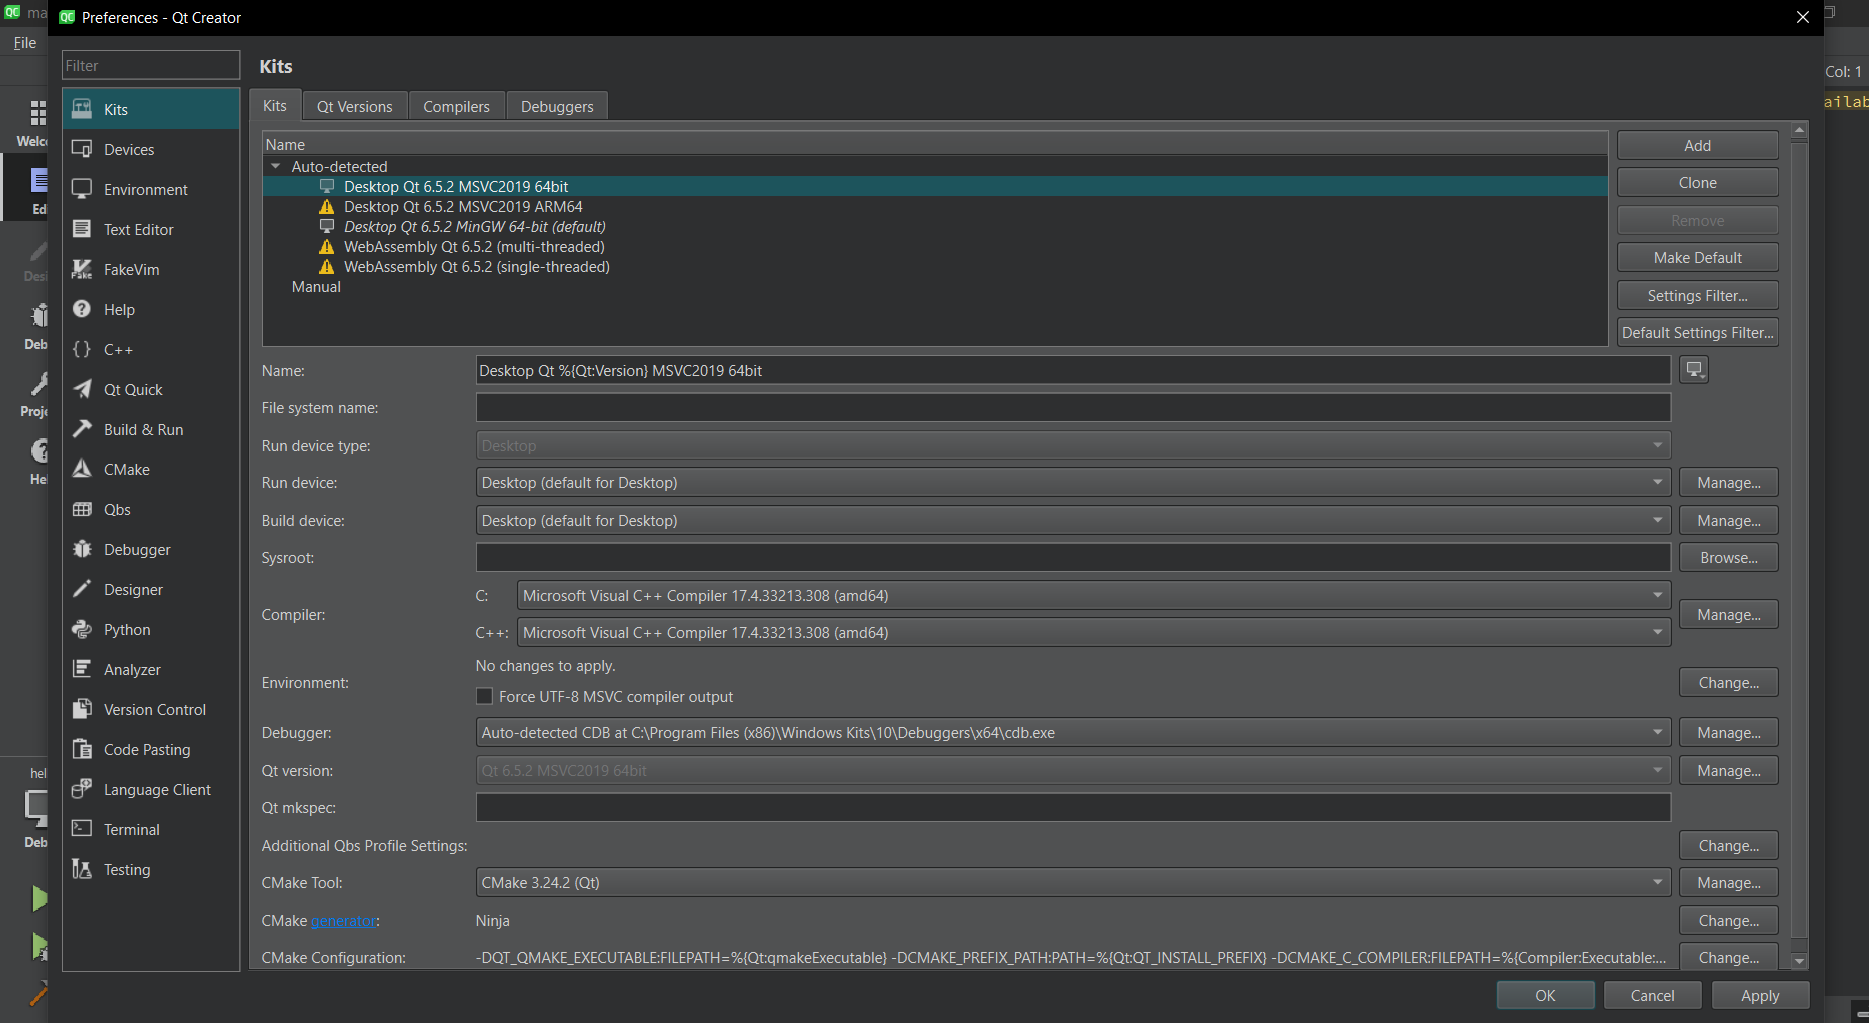 ma
Preferences - Qt Creator
File
Filter
Kits
Col: 1
Kits
Devices
Environment
Text Editor
FakeVim
Help
C++
Qt Quick
Build & Run
CMake
Qbs
Debugger
Designer
Python
Analyzer
Version Control
Code Pasting
Language Client
Terminal
Testing
Welc
Edi
Desi
Deb
Proje
Hel
hel
Deb
ailab
Kits Qt Versions Compilers Debuggers
Name
Auto-detected
Desktop Qt 6.5.2 MSVC2019 64bit
Desktop Qt 6.5.2 MSVC2019 ARM64
Desktop Qt 6.5.2 MinGW 64-bit (default)
WebAssembly Qt 6.5.2 (multi-threaded)
WebAssembly Qt 6.5.2 (single-threaded)
Manual
Add
Clone
Remove
Make Default
Settings Filter...
Default Settings Filter...
Name: Desktop Qt %{Qt:Version} MSVC2019 64bit
File system name:
Run device type: Desktop
Run device: Desktop (default for Desktop) Manage...
Build device: Desktop (default for Desktop) Manage...
Sysroot: Browse...
Compiler:
C: Microsoft Visual C++ Compiler 17.4.33213.308 (amd64)
C++: Microsoft Visual C++ Compiler 17.4.33213.308 (amd64)
Manage...
Environment:
No changes to apply.
Force UTF-8 MSVC compiler output
Change...
Debugger: Auto-detected CDB at C:\Program Files (x86)\Windows Kits\10\Debuggers\x64\cdb.exe Manage...
Qt version: Qt 6.5.2 MSVC2019 64bit Manage...
Qt mkspec:
Additional Qbs Profile Settings: Change...
CMake Tool: CMake 3.24.2 (Qt) Manage...
CMake generator: Ninja Change...
CMake Configuration: -DQT_QMAKE_EXECUTABLE:FILEPATH=%{Qt:qmakeExecutable} -DCMAKE_PREFIX_PATH:PATH=%{Qt:QT_INSTALL_PREFIX} -DCMAKE_C_COMPILER:FILEPATH=%{Compiler:Executable:... Change...
OK Cancel Apply